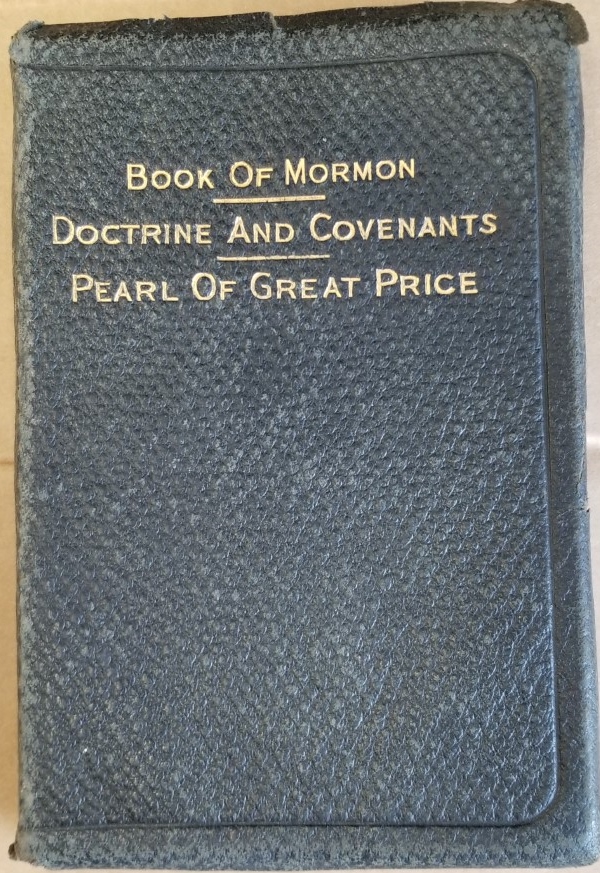 Book Of Mormon
Doctrine And Covenants
Pearl Of Great Price